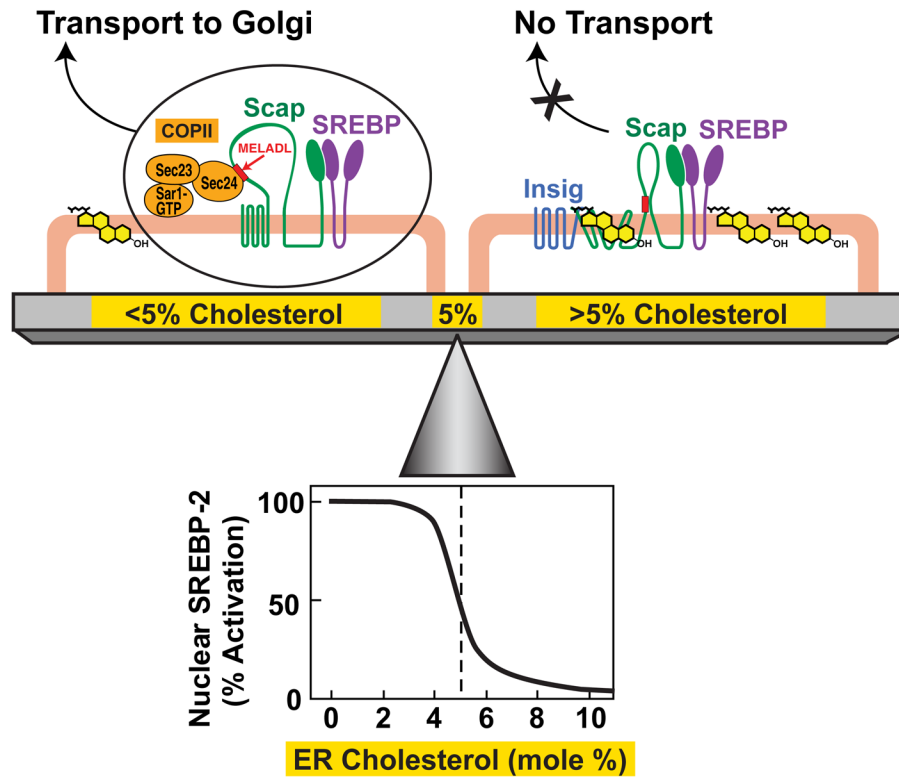 Transport to Golgi
No Transport
COPII
Scap
SREBP
MELADL
Sec23
Sec24
Sar1-
GTP
OH
Scap
SREBP
Insig
OH
OH
OH
<5% Cholesterol
5%
>5% Cholesterol
Nuclear SREBP-2
(% Activation)
100
50
0
0 2 4 6 8 10
ER Cholesterol (mole %)